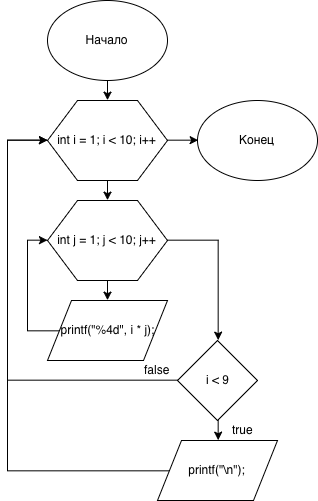 Начало
int i = 1; i < 10; i++
Конец
int j = 1; j < 10; j++
printf("%4d", i * j);
i < 9
false
true
printf("\n");